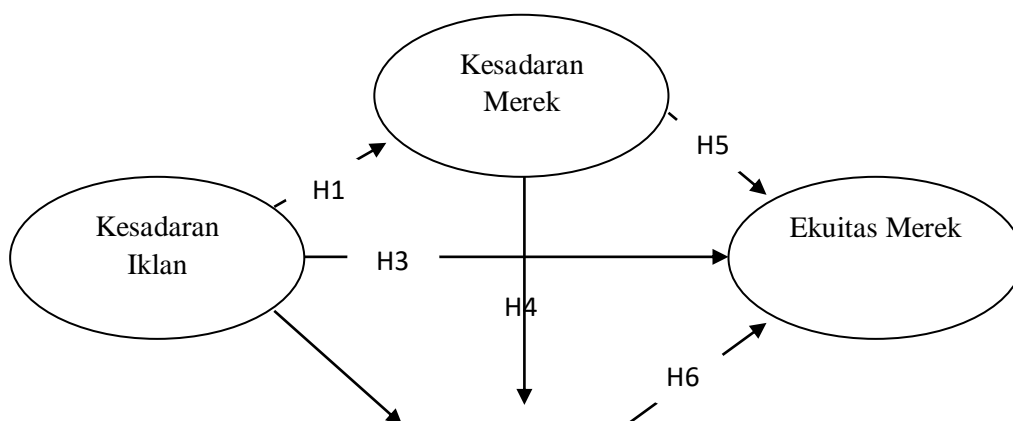 Kesadaran
Merek
H5
H1
Kesadaran
Iklan
Ekuitas Merek
H3
H4
H6